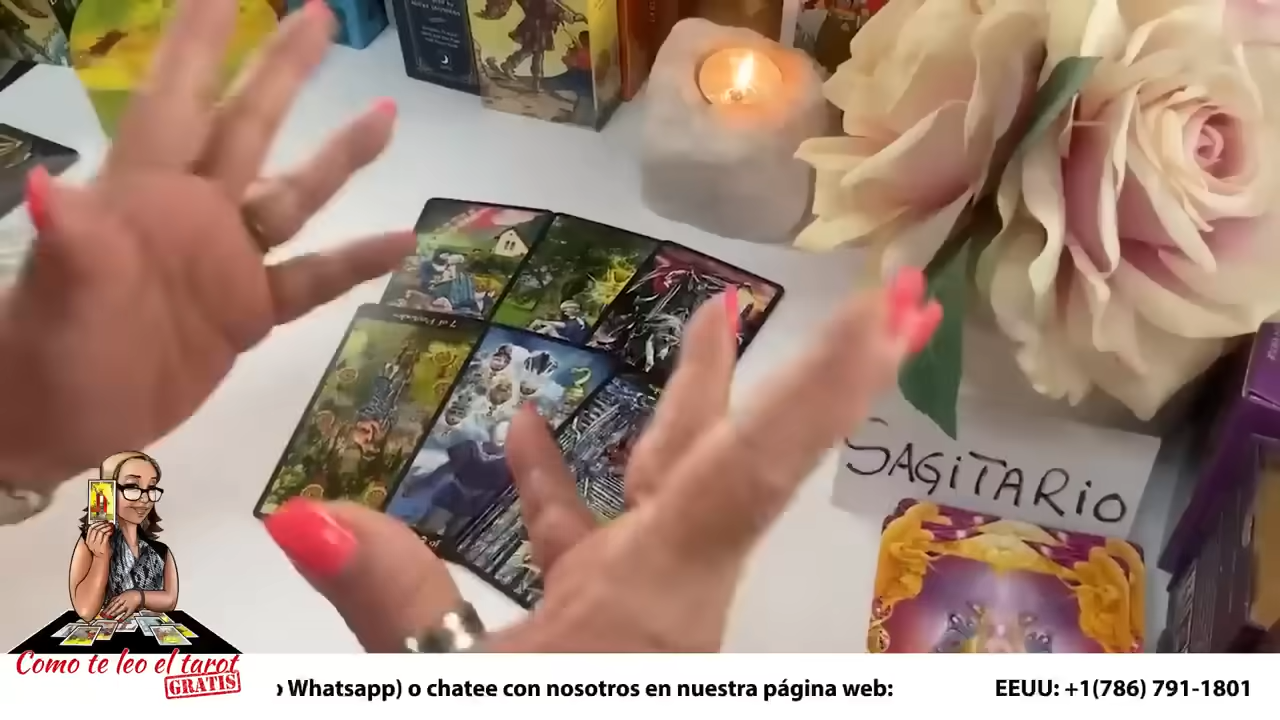 SAGiTARiO
Como te leo el tarot
GRATIS
Whatsapp) o chatee con nosotros en nuestra página web:
EEUU: +1(786) 791-1801